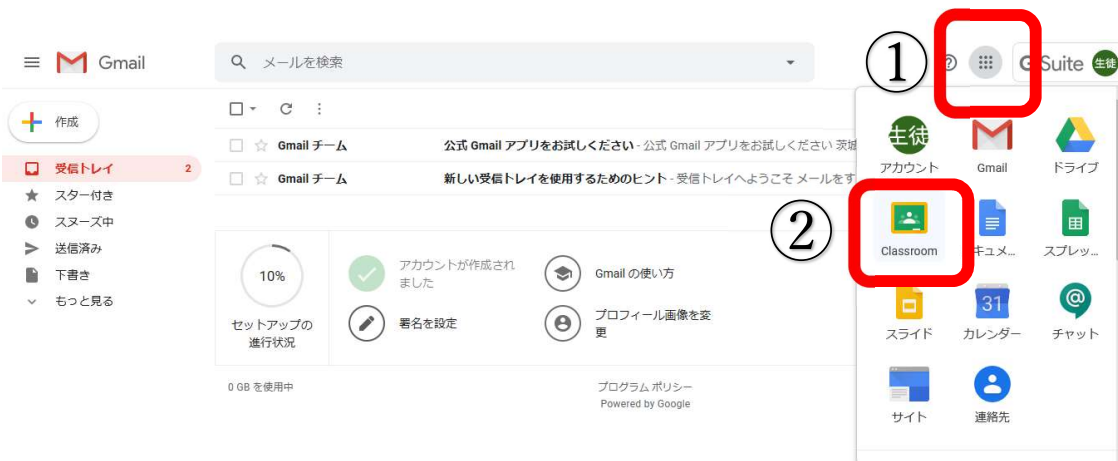 ①
Gmail
メールを検索
G Suite 生徒
作成
受信トレイ 2
スター付き
スヌーズ中
送信済み
下書き
もっと見る
Gmail チーム 公式 Gmail アプリをお試しください - 公式 Gmail アプリをお試しください 茨城
Gmail チーム 新しい受信トレイを使用するためのヒント - 受信トレイへようこそ メールをす
10%
セットアップの
進行状況
アカウントが作成され
ました
Gmail の使い方
署名を設定
プロフィール画像を変
更
0 GB を使用中
プログラム ポリシー
Powered by Google
生徒
アカウント
Gmail
ドライブ
②
Classroom
キュメ...
スプレッ...
スライド
31
カレンダー
チャット
サイト
連絡先